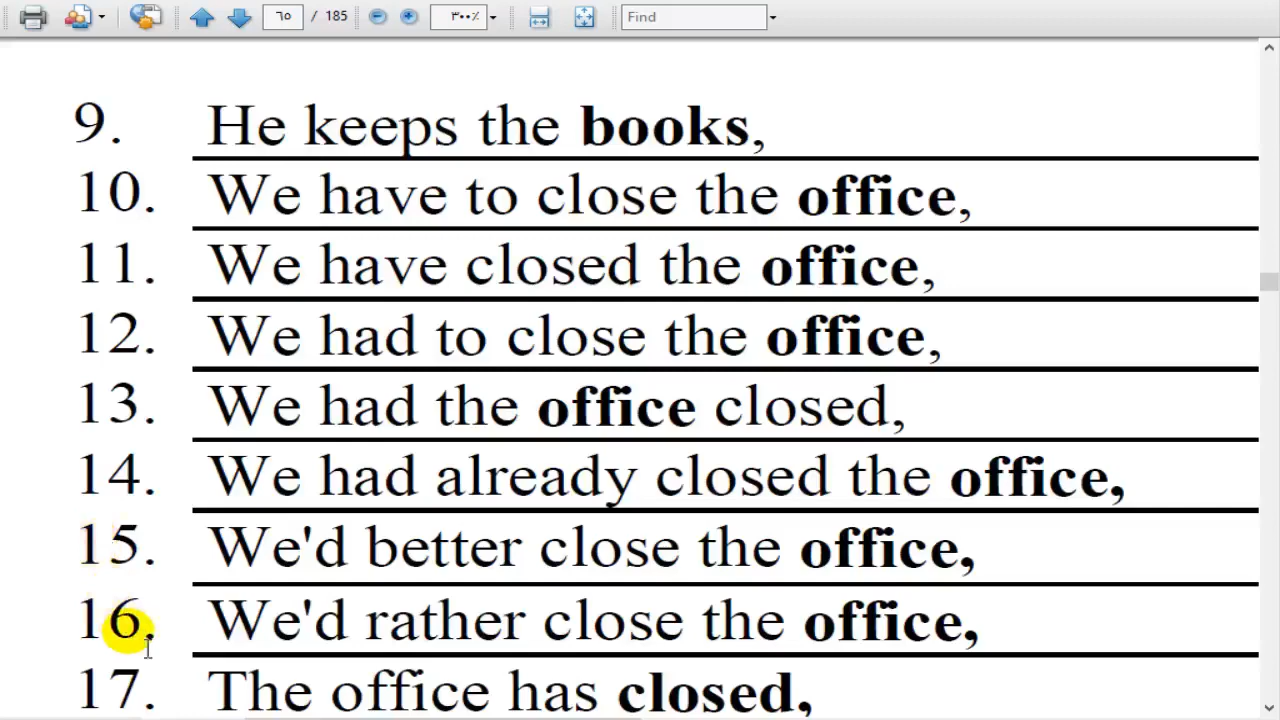 ٦٥ / 185 ٣٠٠٪ Find
9. He keeps the books,
10. We have to close the office,
11. We have closed the office,
12. We had to close the office,
13. We had the office closed,
14. We had already closed the office,
15. We'd better close the office,
16. We'd rather close the office,
17. The office has closed,